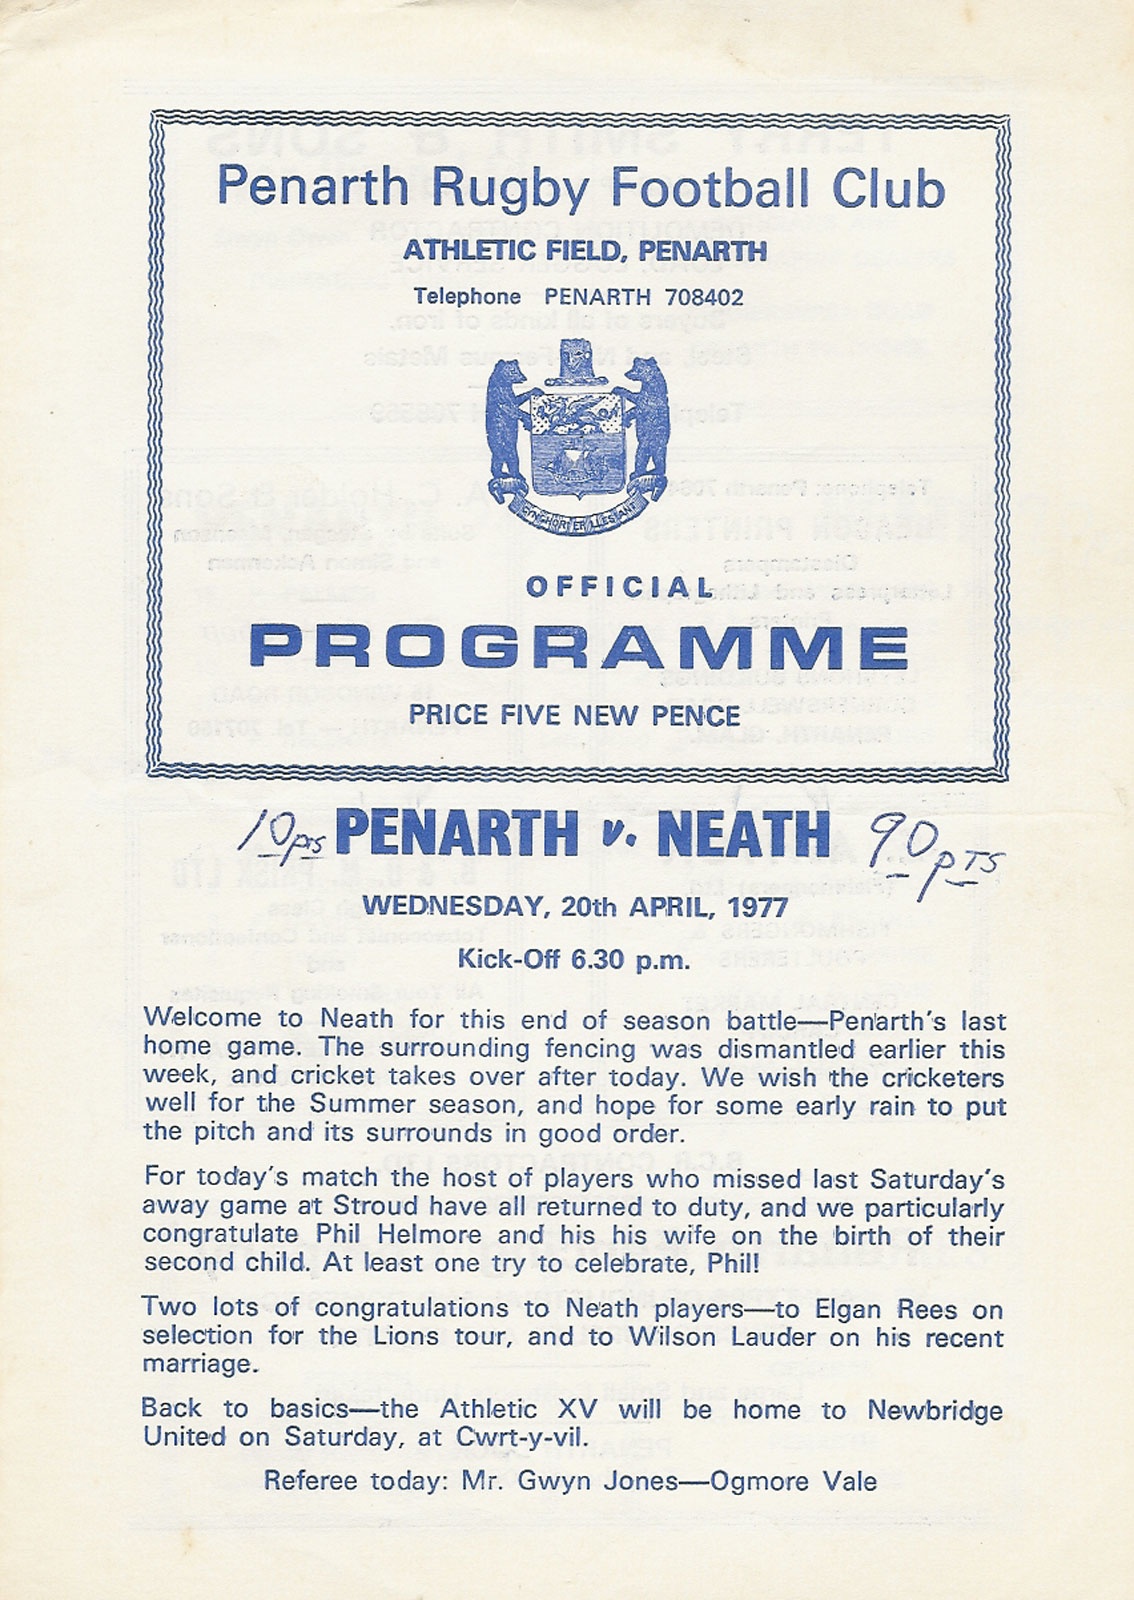 Penarth Rugby Football Club
ATHLETIC FIELD, PENARTH
Telephone PENARTH 708402
OFFICIAL
PROGRAMME
PRICE FIVE NEW PENCE
10pts PENARTH v. NEATH 90pTS
WEDNESDAY, 20th APRIL, 1977
Kick-Off 6.30 p.m.
Welcome to Neath for this end of season battle—Penarth's last
home game. The surrounding fencing was dismantled earlier this
week, and cricket takes over after today. We wish the cricketers
well for the Summer season, and hope for some early rain to put
the pitch and its surrounds in good order.
For today's match the host of players who missed last Saturday's
away game at Stroud have all returned to duty, and we particularly
congratulate Phil Helmore and his his wife on the birth of their
second child. At least one try to celebrate, Phil!
Two lots of congratulations to Neath players—to Elgan Rees on
selection for the Lions tour, and to Wilson Lauder on his recent
marriage.
Back to basics—the Athletic XV will be home to Newbridge
United on Saturday, at Cwrt-y-vil.
Referee today: Mr. Gwyn Jones—Ogmore Vale